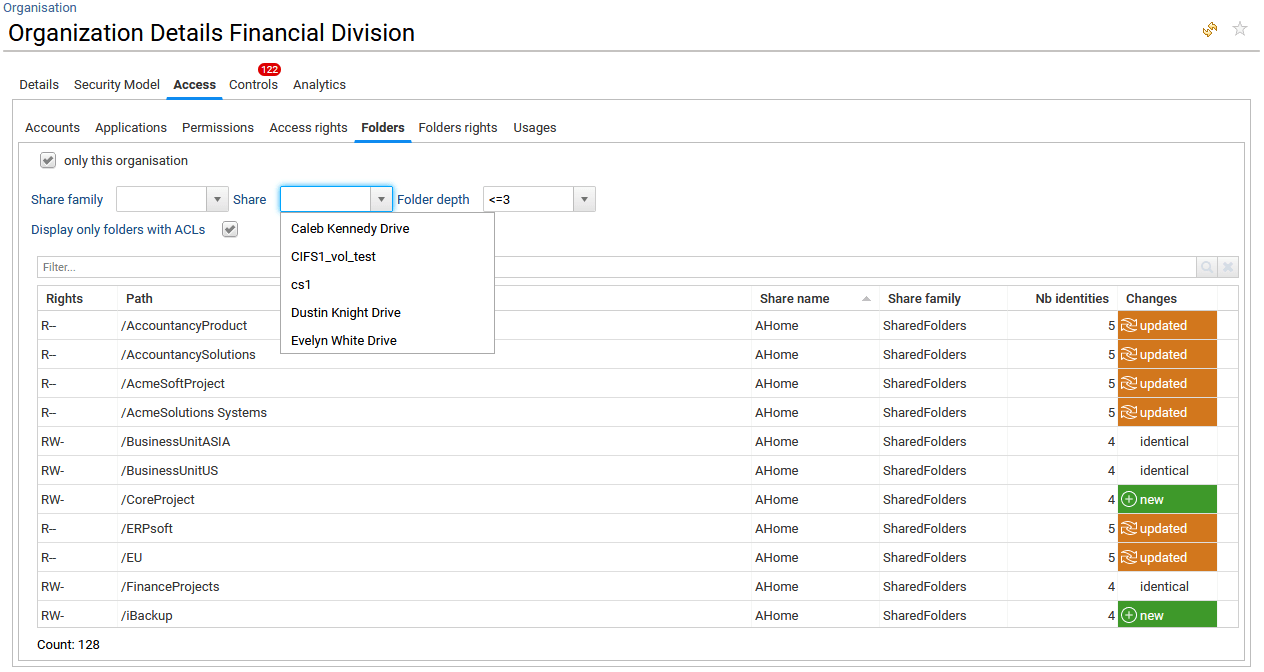 Organisation
Organization Details Financial Division
122
Details Security Model Access Controls Analytics
Accounts Applications Permissions Access rights Folders Folders rights Usages
only this organisation
Share family Share Folder depth <=3
Display only folders with ACLs
Caleb Kennedy Drive
CIFS1_vol_test
cs1
Dustin Knight Drive
Evelyn White Drive
Filter...
Rights Path Share name Share family Nb identities Changes
R-- /AccountancyProduct AHome SharedFolders 5 updated
R-- /AccountancySolutions AHome SharedFolders 5 updated
R-- /AcmeSoftProject AHome SharedFolders 5 updated
R-- /AcmeSolutions Systems AHome SharedFolders 5 updated
RW- /BusinessUnitASIA AHome SharedFolders 4 identical
RW- /BusinessUnitUS AHome SharedFolders 4 identical
RW- /CoreProject AHome SharedFolders 4 new
R-- /ERPsoft AHome SharedFolders 5 updated
R-- /EU AHome SharedFolders 5 updated
RW- /FinanceProjects AHome SharedFolders 4 identical
RW- /iBackup AHome SharedFolders 4 new
Count: 128